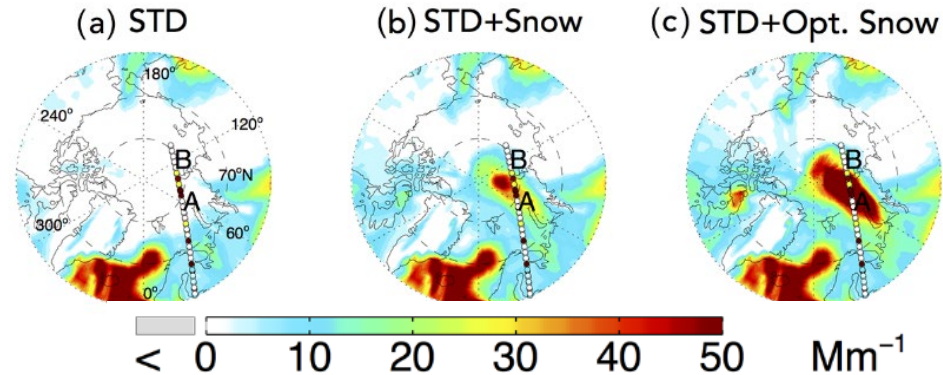 (a) STD (b) STD+Snow (c) STD+Opt. Snow
180° 240° 120° B 70°N A 300° 60° 0°
B A
B A
< 0 10 20 30 40 50 Mm⁻¹